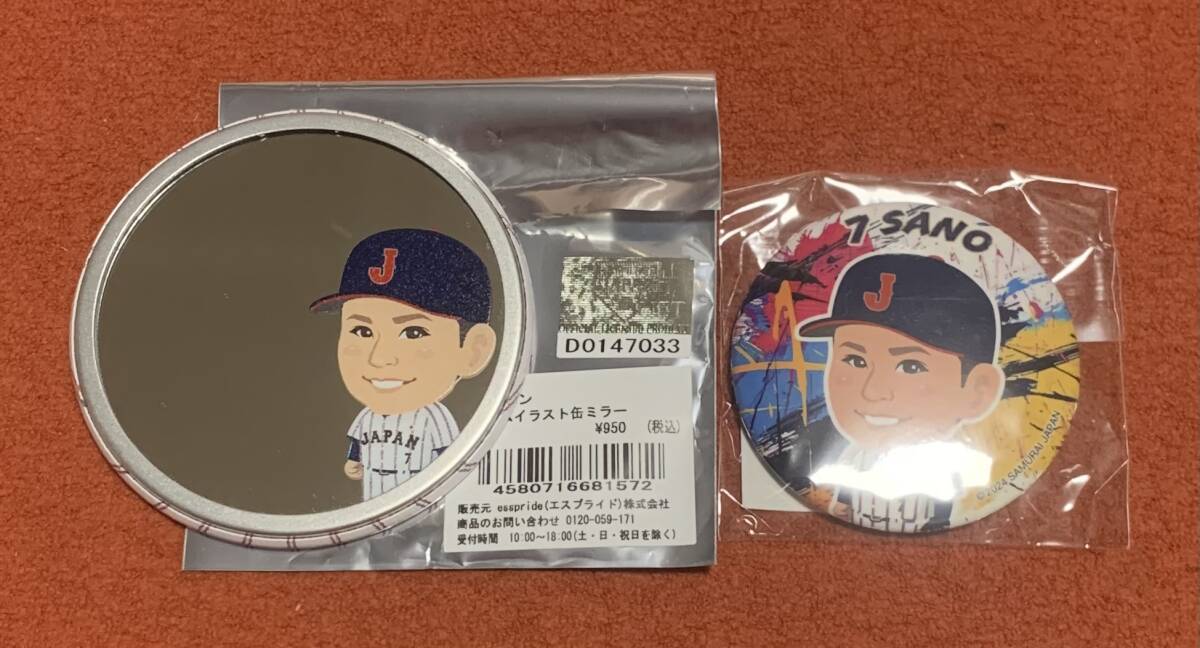 J
JAPAN
7
OFFICIAL LICENSED PRODUCT
D0147033
ン
イラスト缶ミラー
¥950 (税込)
4580716681572
販売元 esspride(エスプライド)株式会社
商品のお問い合わせ 0120-059-171
受付時間 10:00~18:00(土・日・祝日を除く)
7 SANO
J
©2024 SAMURAI JAPAN